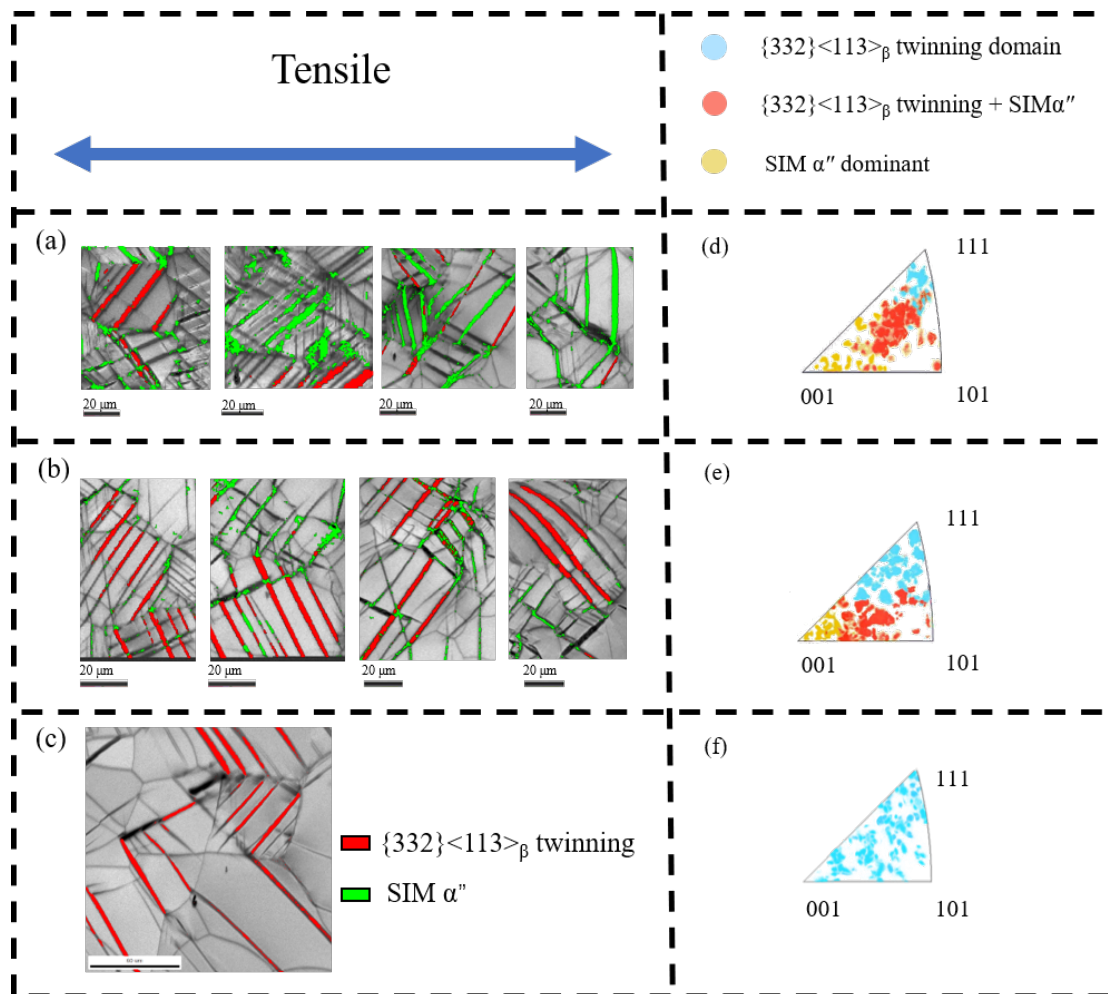 Tensile
{332}<113>β twinning domain
{332}<113>β twinning + SIMα″
SIM α″ dominant
(a)
20 μm
20 μm
20 μm
20 μm
(d)
111
001
101
(b)
20 μm
20 μm
20 μm
20 μm
(e)
111
001
101
(c)
60 um
{332}<113>β twinning
SIM α”
(f)
111
001
101